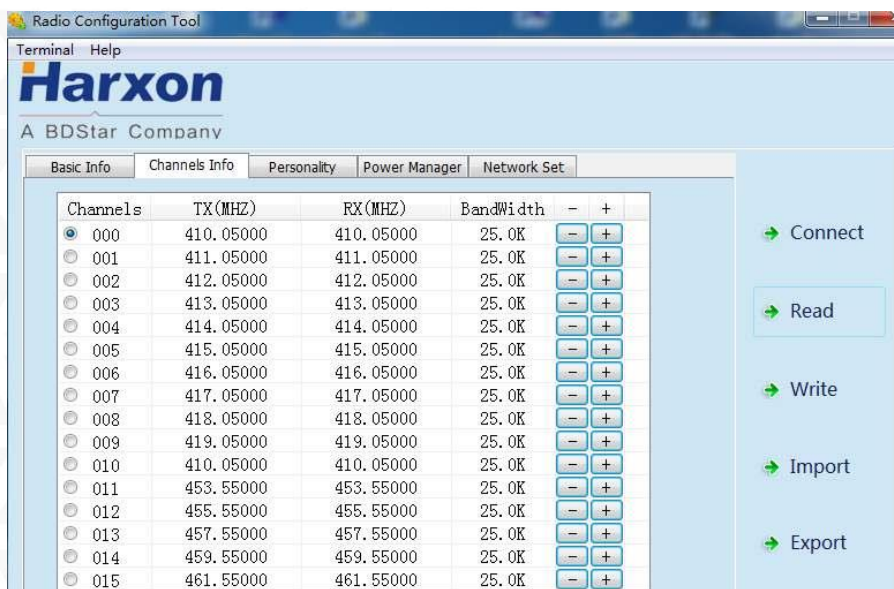 Radio Configuration Tool
Terminal Help
Harxon
A BDStar Company
Basic Info Channels Info Personality Power Manager Network Set
Channels TX(MHZ) RX(MHZ) BandWidth - +
000 410.05000 410.05000 25.0K - +
001 411.05000 411.05000 25.0K - +
002 412.05000 412.05000 25.0K - +
003 413.05000 413.05000 25.0K - +
004 414.05000 414.05000 25.0K - +
005 415.05000 415.05000 25.0K - +
006 416.05000 416.05000 25.0K - +
007 417.05000 417.05000 25.0K - +
008 418.05000 418.05000 25.0K - +
009 419.05000 419.05000 25.0K - +
010 410.05000 410.05000 25.0K - +
011 453.55000 453.55000 25.0K - +
012 455.55000 455.55000 25.0K - +
013 457.55000 457.55000 25.0K - +
014 459.55000 459.55000 25.0K - +
015 461.55000 461.55000 25.0K - +
Connect
Read
Write
Import
Export